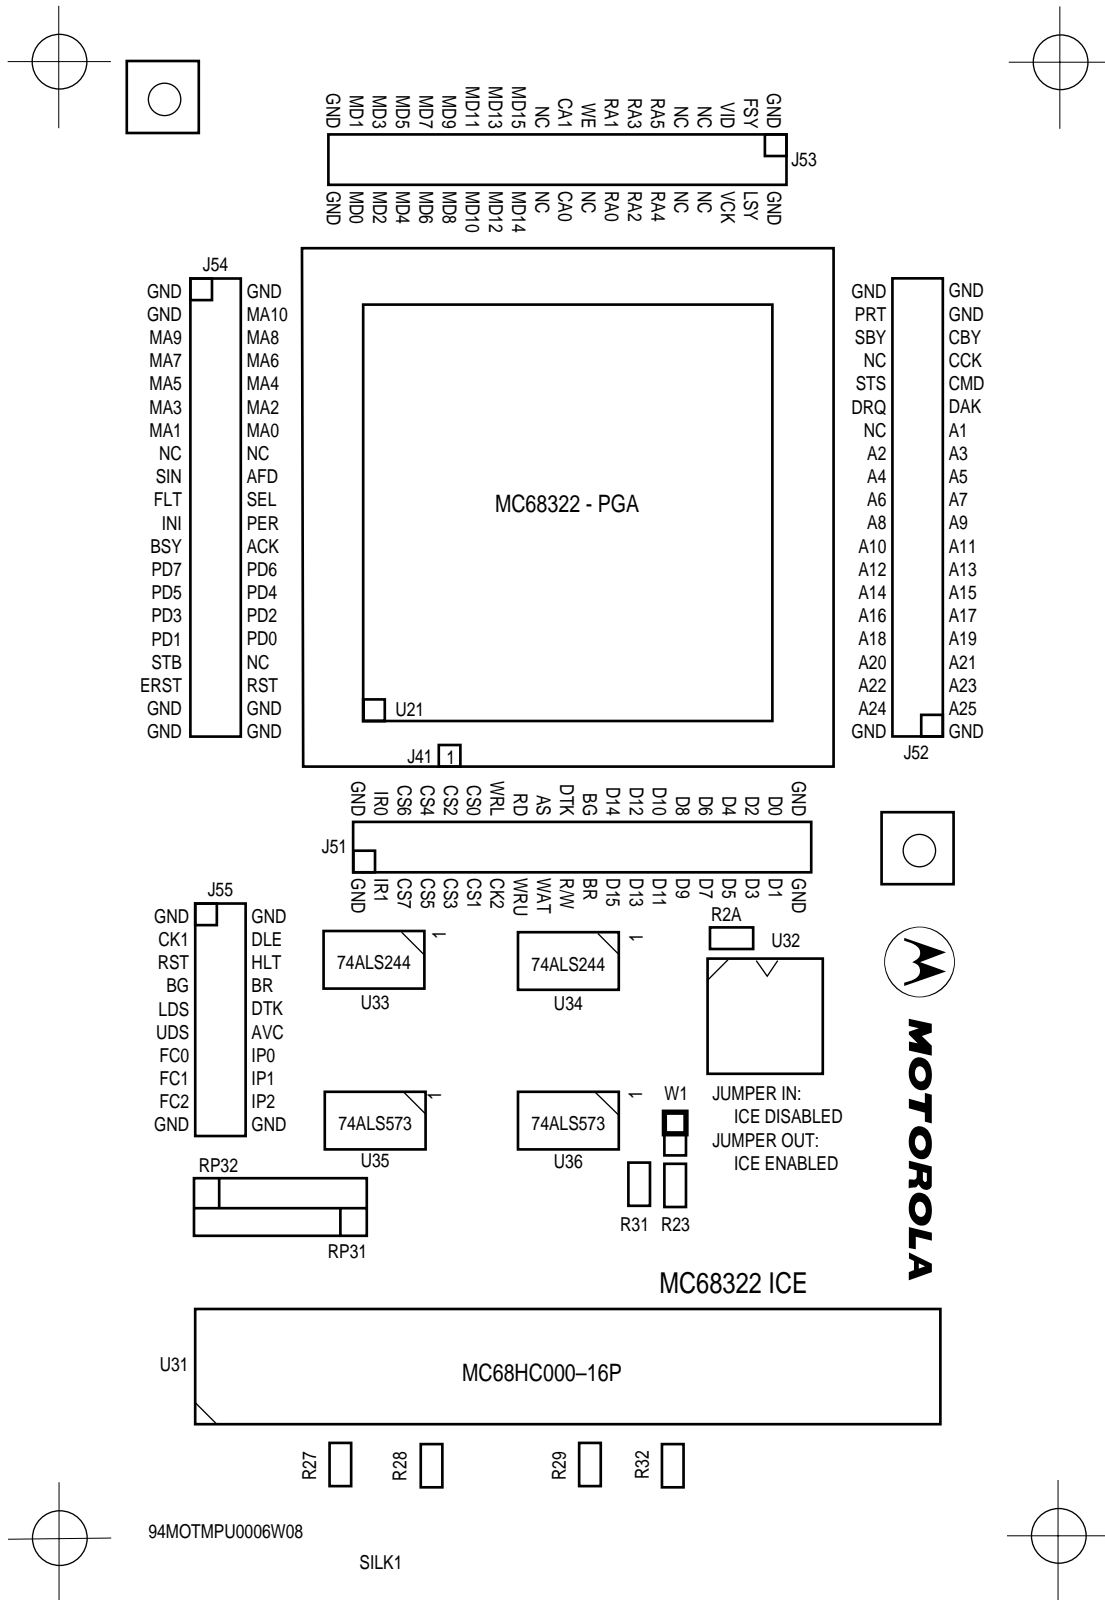 GND MD1 MD3 MD5 MD7 MD9 MD11 MD13 MD15 NC CA1 WE RA1 RA3 RA5 NC NC VID FSY GND
J53
GND MD0 MD2 MD4 MD6 MD8 MD10 MD12 MD14 NC CA0 NC RA0 RA2 RA4 NC NC VCK LSY GND
J54
GND GND
GND MA10
MA9 MA8
MA7 MA6
MA5 MA4
MA3 MA2
MA1 MA0
NC NC
SIN AFD
FLT SEL
INI PER
BSY ACK
PD7 PD6
PD5 PD4
PD3 PD2
PD1 PD0
STB NC
ERST RST
GND GND
GND GND
MC68322 - PGA
U21
J41 1
GND GND
PRT GND
SBY CBY
NC CCK
STS CMD
DRQ DAK
NC A1
A2 A3
A4 A5
A6 A7
A8 A9
A10 A11
A12 A13
A14 A15
A16 A17
A18 A19
A20 A21
A22 A23
A24 A25
GND GND
J52
GND IR0 CS6 CS4 CS2 CS0 WRL RD AS DTK BG D14 D12 D10 D8 D6 D4 D2 D0 GND
J51
GND IR1 CS7 CS5 CS3 CS1 CK2 WRU WAT R/W BR D15 D13 D11 D9 D7 D5 D3 D1 GND
J55
GND GND
CK1 DLE
RST HLT
BG BR
LDS DTK
UDS AVC
FC0 IP0
FC1 IP1
FC2 IP2
GND GND
74ALS244 1
U33
74ALS244 1
U34
R2A
U32
74ALS573 1
U35
74ALS573 1
U36
W1
JUMPER IN:
ICE DISABLED
JUMPER OUT:
ICE ENABLED
R31 R23
MOTOROLA
RP32
RP31
MC68322 ICE
U31
MC68HC000–16P
R27 R28 R29 R32
94MOTMPU0006W08
SILK1